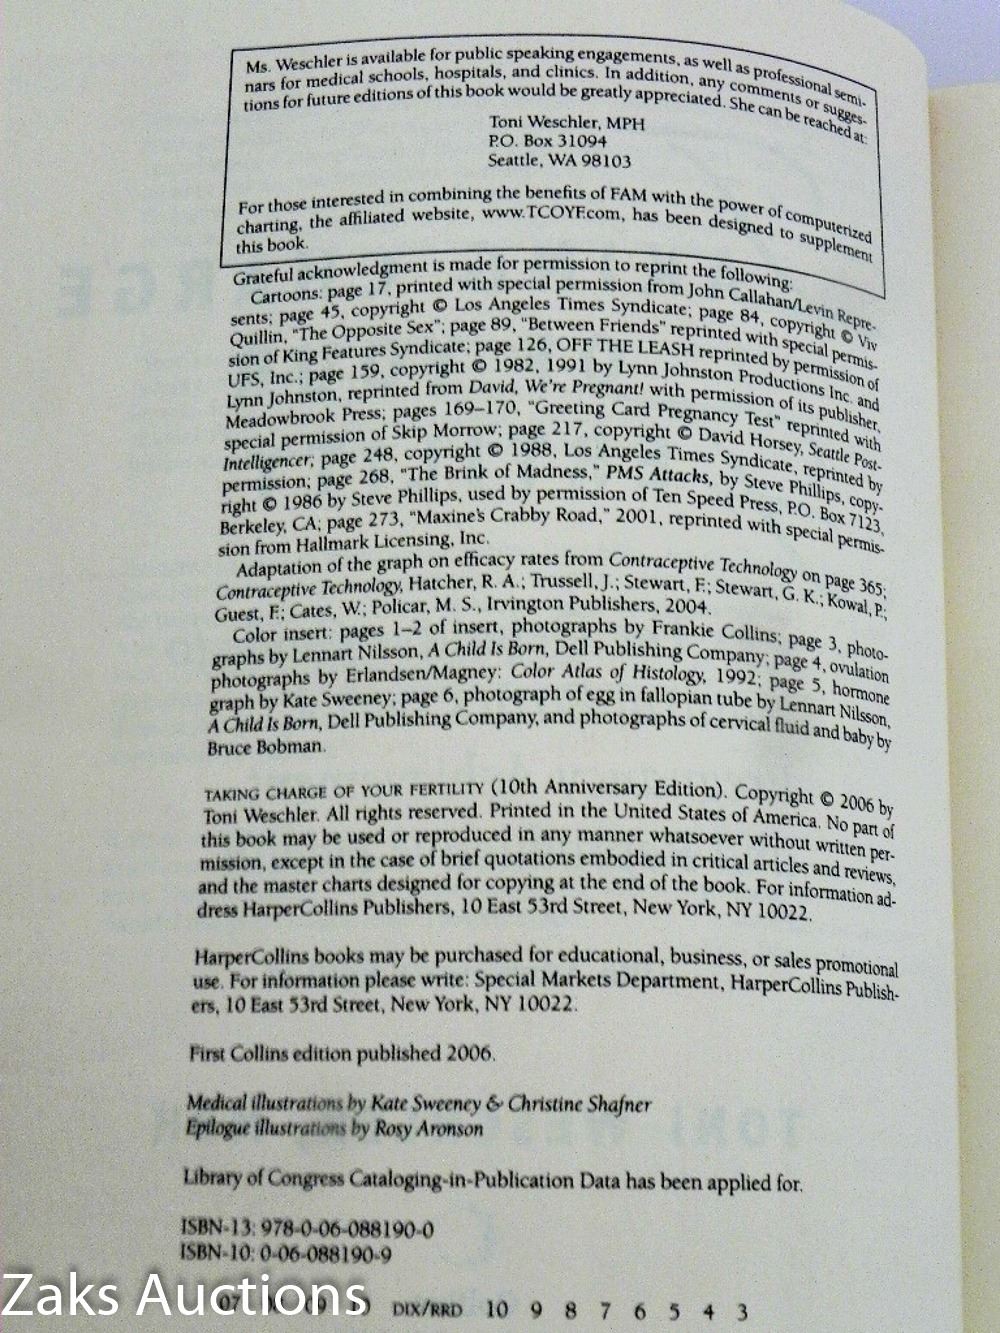 Ms. Weschler is available for public speaking engagements, as well as professional semi-
nars for medical schools, hospitals, and clinics. In addition, any comments or sugges-
tions for future editions of this book would be greatly appreciated. She can be reached at:
Toni Weschler, MPH
P.O. Box 31094
Seattle, WA 98103
For those interested in combining the benefits of FAM with the power of computerized
charting, the affiliated website, www.TCOYF.com, has been designed to supplement
this book.
Grateful acknowledgment is made for permission to reprint the following:
Cartoons: page 17, printed with special permission from John Callahan/Levin Repre-
sents; page 45, copyright © Los Angeles Times Syndicate; page 84, copyright © Viv
Quillin, "The Opposite Sex"; page 89, "Between Friends" reprinted with special permis-
sion of King Features Syndicate; page 126, OFF THE LEASH reprinted by permission of
UFS, Inc.; page 159, copyright © 1982, 1991 by Lynn Johnston Productions Inc. and
Lynn Johnston, reprinted from David, We're Pregnant! with permission of its publisher,
Meadowbrook Press; pages 169–170, "Greeting Card Pregnancy Test" reprinted with
special permission of Skip Morrow; page 217, copyright © David Horsey, Seattle Post-
Intelligencer; page 248, copyright © 1988, Los Angeles Times Syndicate, reprinted by
permission; page 268, "The Brink of Madness," PMS Attacks, by Steve Phillips, copy-
right © 1986 by Steve Phillips, used by permission of Ten Speed Press, P.O. Box 7123,
Berkeley, CA; page 273, "Maxine's Crabby Road," 2001, reprinted with special permis-
sion from Hallmark Licensing, Inc.
Adaptation of the graph on efficacy rates from Contraceptive Technology on page 365;
Contraceptive Technology, Hatcher, R. A.; Trussell, J.; Stewart, F.; Stewart, G. K.; Kowal, P.;
Guest, F.; Cates, W.; Policar, M. S., Irvington Publishers, 2004.
Color insert: pages 1–2 of insert, photographs by Frankie Collins; page 3, photo-
graphs by Lennart Nilsson, A Child Is Born, Dell Publishing Company; page 4, ovulation
photographs by Erlandsen/Magney: Color Atlas of Histology, 1992; page 5, hormone
graph by Kate Sweeney; page 6, photograph of egg in fallopian tube by Lennart Nilsson,
A Child Is Born, Dell Publishing Company, and photographs of cervical fluid and baby by
Bruce Bobman.
TAKING CHARGE OF YOUR FERTILITY (10th Anniversary Edition). Copyright © 2006 by
Toni Weschler. All rights reserved. Printed in the United States of America. No part of
this book may be used or reproduced in any manner whatsoever without written per-
mission, except in the case of brief quotations embodied in critical articles and reviews,
and the master charts designed for copying at the end of the book. For information ad-
dress HarperCollins Publishers, 10 East 53rd Street, New York, NY 10022.
HarperCollins books may be purchased for educational, business, or sales promotional
use. For information please write: Special Markets Department, HarperCollins Publish-
ers, 10 East 53rd Street, New York, NY 10022.
First Collins edition published 2006.
Medical illustrations by Kate Sweeney & Christine Shafner
Epilogue illustrations by Rosy Aronson
Library of Congress Cataloging-in-Publication Data has been applied for.
ISBN-13: 978-0-06-088190-0
ISBN-10: 0-06-088190-9
DIX/RRD 10 9 8 7 6 5 4 3
Zaks Auctions